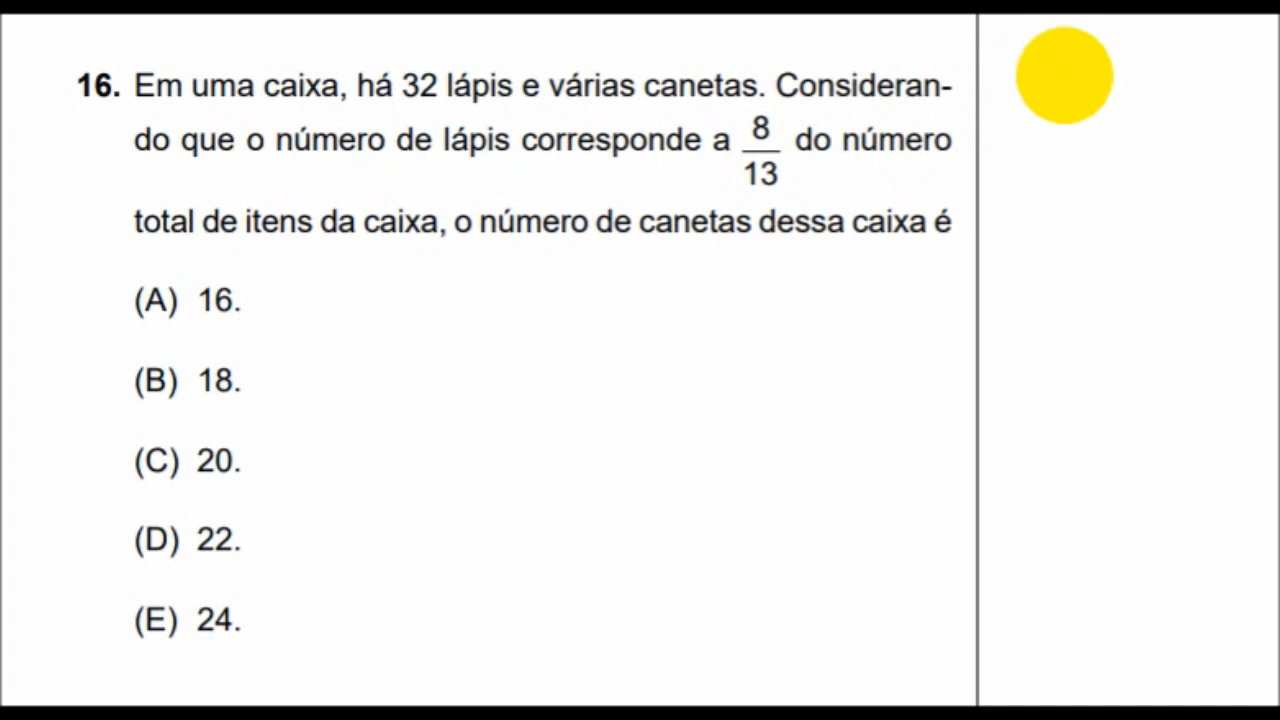 16. Em uma caixa, há 32 lápis e várias canetas. Consideran-
do que o número de lápis corresponde a 8/13 do número
total de itens da caixa, o número de canetas dessa caixa é
(A) 16.
(B) 18.
(C) 20.
(D) 22.
(E) 24.